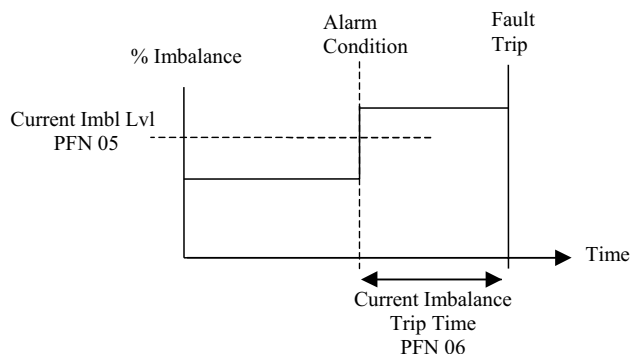 Alarm
Condition
Fault
Trip
% Imbalance
Current Imbl Lvl
PFN 05
Time
Current Imbalance
Trip Time
PFN 06